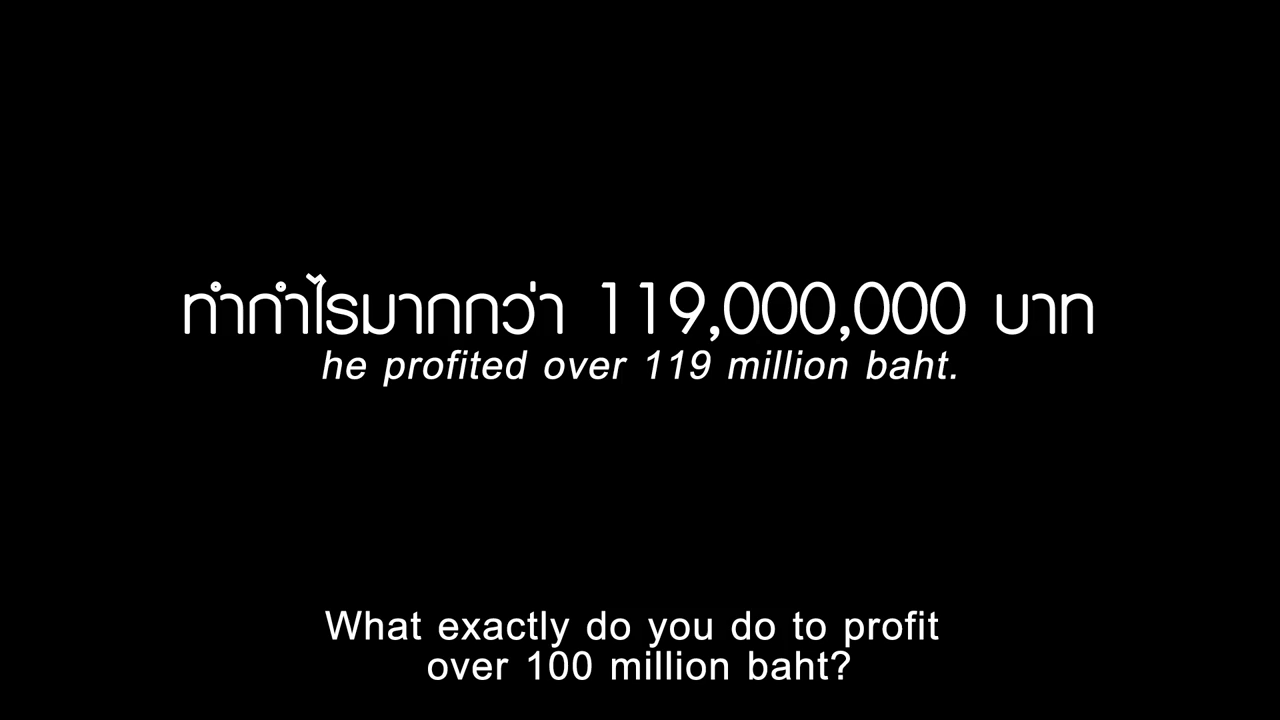 ทำกำไรมากกว่า 119,000,000 บาท
he profited over 119 million baht.
What exactly do you do to profit
over 100 million baht?